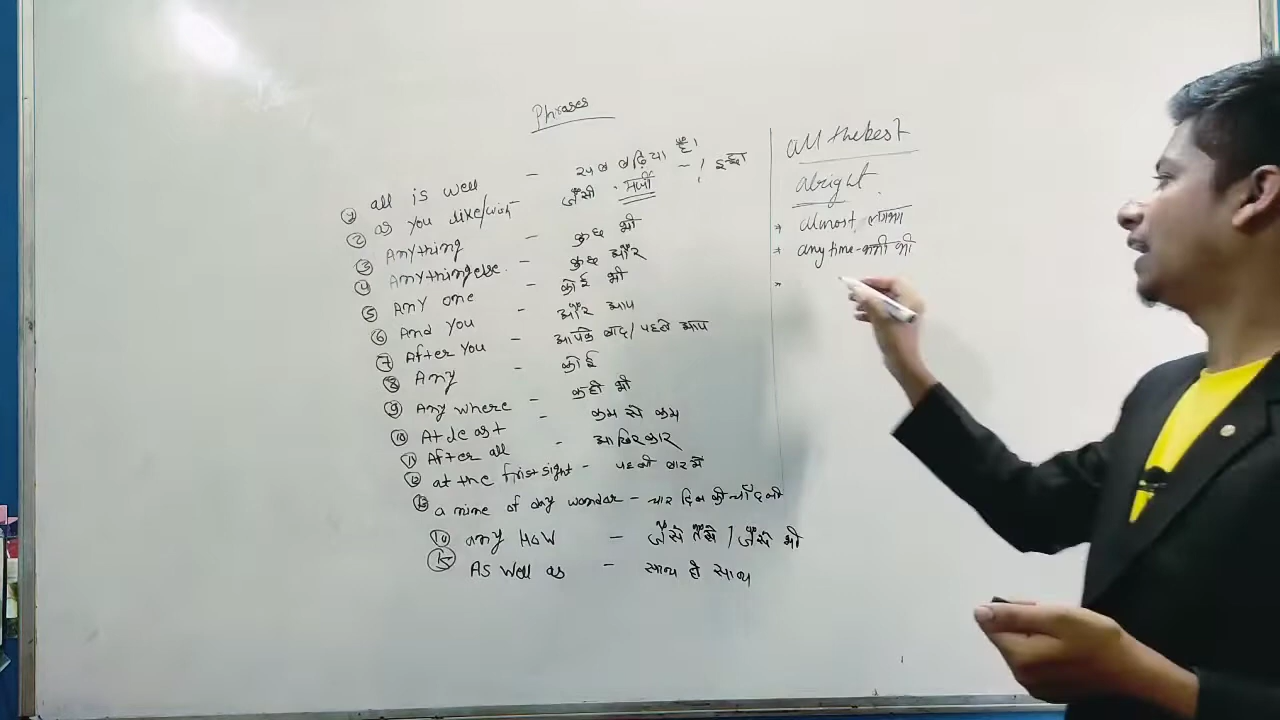 Phrases
1 all is well - सब बढ़िया है।
2 as you like/wish - जैसी मर्जी - / इच्छा
3 Anything - कुछ भी
4 Anything else - कुछ और
5 Any one - कोई भी
6 And You - और आप
7 After You - आपके बाद/पहले आप
8 Any - कोई
9 Any where - कही भी
10 At le ast - कम से कम
11 After all - आखिरकार
12 at the first sight - पहली बार में
13 a nine of day wonder - चार दिन की चाँदनी
14 any HoW - जैसे तैसे / जैसे भी
15 As well as - साथ ही साथ
all the best
alright.
* almost
* any time - कभी भी
*